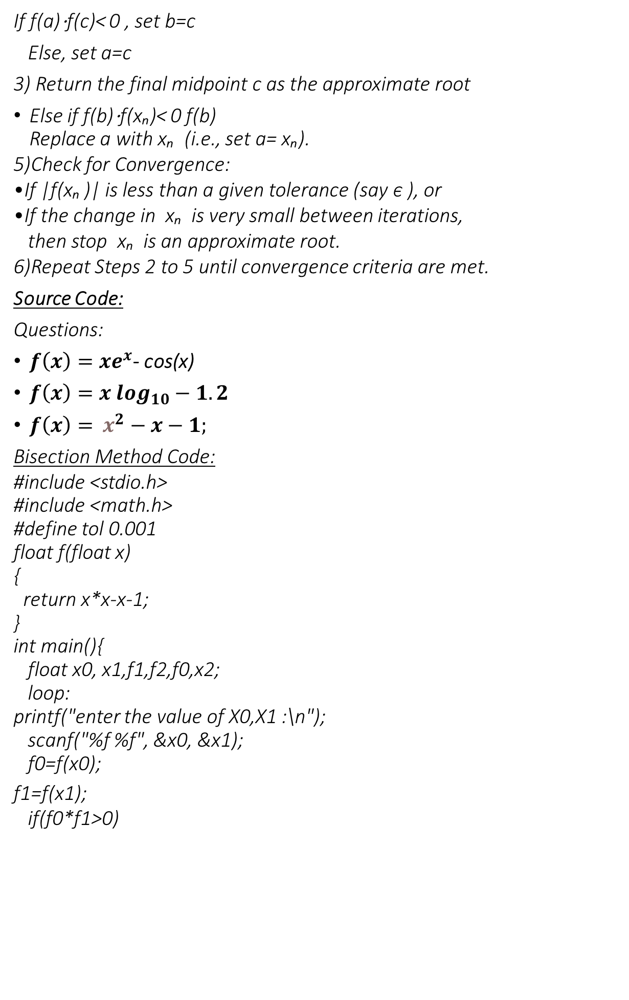 If f(a)·f(c)<0 , set b=c
Else, set a=c
3) Return the final midpoint c as the approximate root
• Else if f(b)·f(xₙ)<0 f(b)
Replace a with xₙ (i.e., set a= xₙ).
5)Check for Convergence:
•If |f(xₙ )| is less than a given tolerance (say ϵ ), or
•If the change in xₙ is very small between iterations,
then stop xₙ is an approximate root.
6)Repeat Steps 2 to 5 until convergence criteria are met.
Source Code:
Questions:
• f(x) = xeˣ- cos(x)
• f(x) = x log₁₀ − 1.2
• f(x) = x² − x − 1;
Bisection Method Code:
#include <stdio.h>
#include <math.h>
#define tol 0.001
float f(float x)
{
return x*x-x-1;
}
int main(){
float x0, x1,f1,f2,f0,x2;
loop:
printf("enter the value of X0,X1 :\n");
scanf("%f %f", &x0, &x1);
f0=f(x0);
f1=f(x1);
if(f0*f1>0)